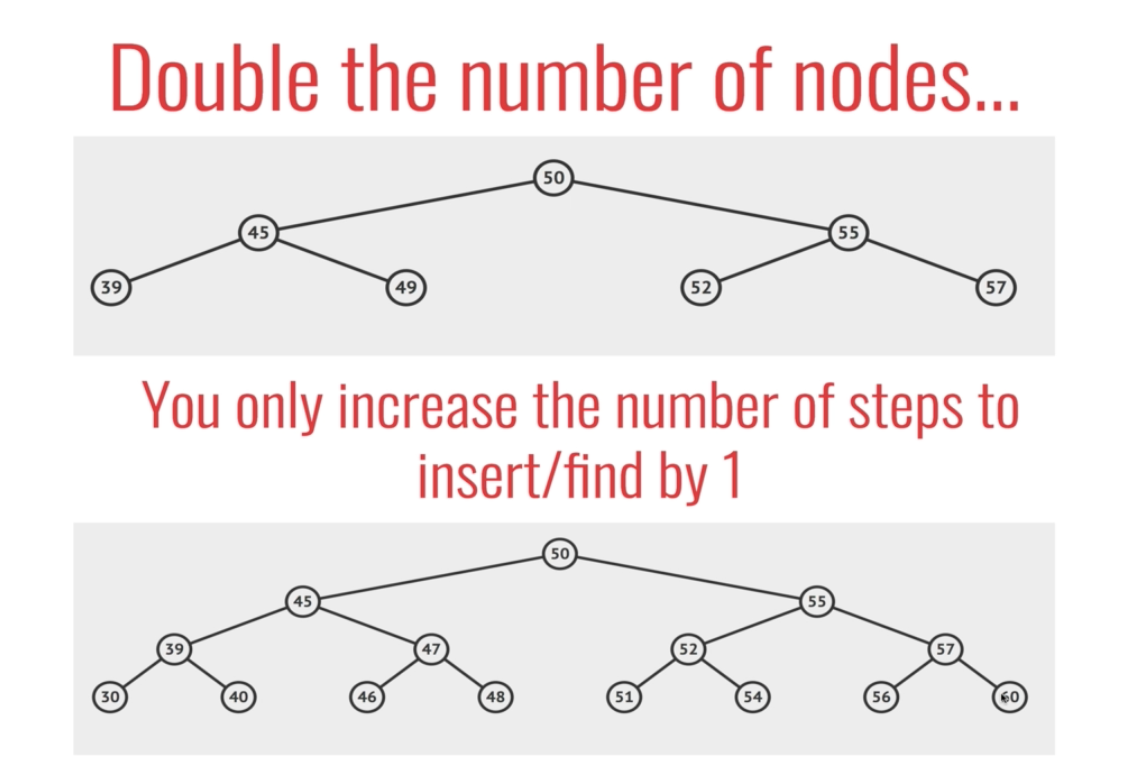 Double the number of nodes...
50
45 55
39 49 52 57
You only increase the number of steps to
insert/find by 1
50
45 55
39 47 52 57
30 40 46 48 51 54 56 60